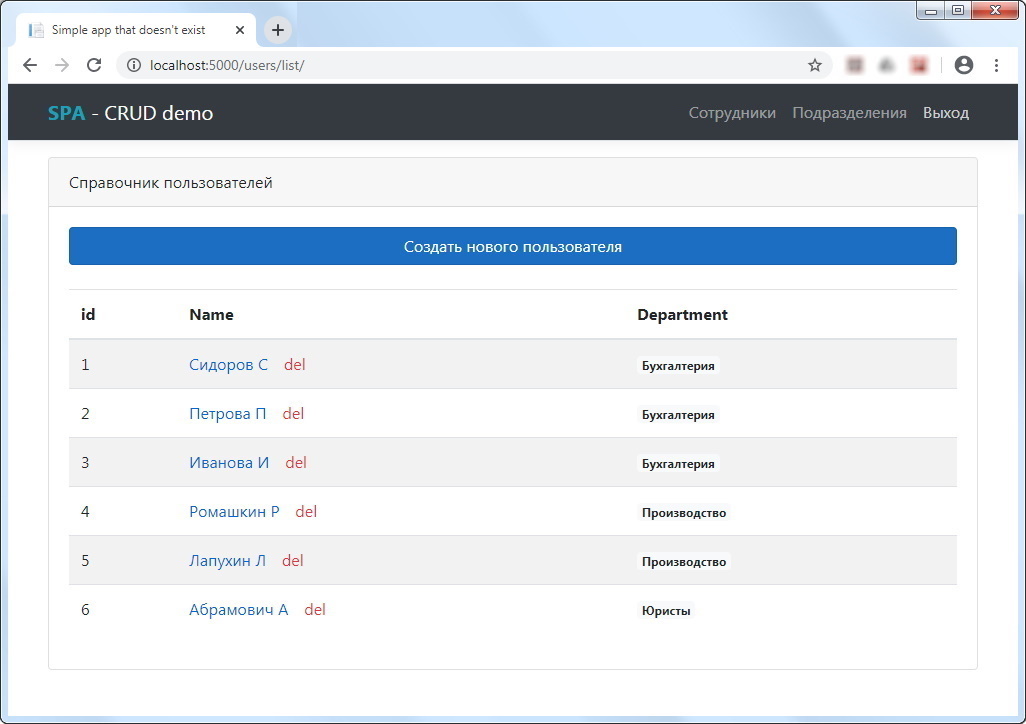 Simple app that doesn't exist
localhost:5000/users/list/
SPA - CRUD demo Сотрудники Подразделения Выход
Справочник пользователей
Создать нового пользователя
id Name Department
1 Сидоров С del Бухгалтерия
2 Петрова П del Бухгалтерия
3 Иванова И del Бухгалтерия
4 Ромашкин Р del Производство
5 Лапухин Л del Производство
6 Абрамович А del Юристы